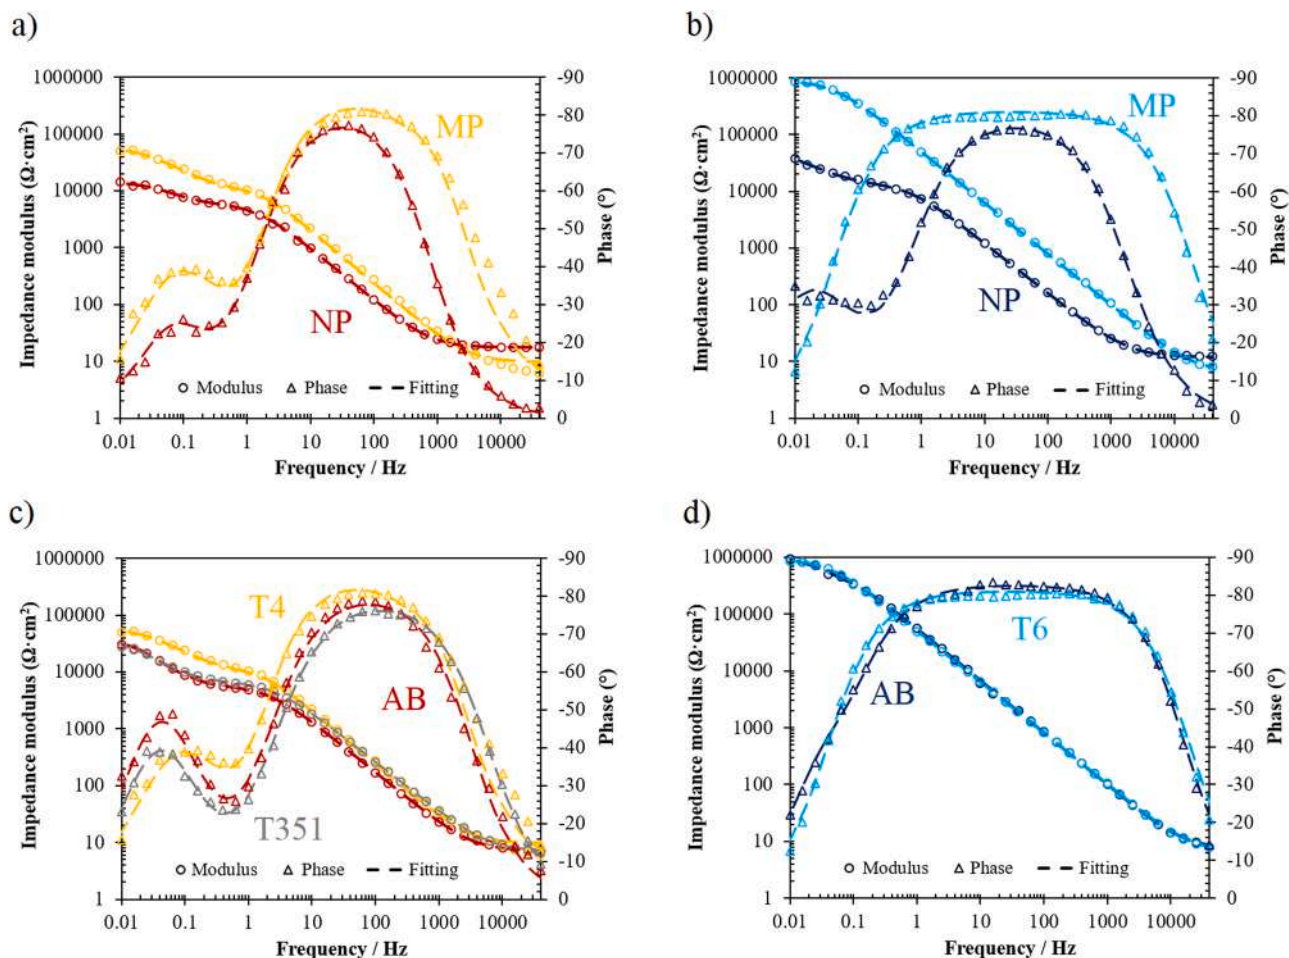 a)
1000000
100000
10000
1000
100
10
1
-90
-80
-70
-60
-50
-40
-30
-20
-10
0
0.01 0.1 1 10 100 1000 10000
Impedance modulus (Ω·cm²)
Phase (°)
Frequency / Hz
MP
NP
Modulus Phase Fitting
b)
1000000
100000
10000
1000
100
10
1
-90
-80
-70
-60
-50
-40
-30
-20
-10
0
0.01 0.1 1 10 100 1000 10000
Impedance modulus (Ω·cm²)
Phase (°)
Frequency / Hz
MP
NP
Modulus Phase Fitting
c)
1000000
100000
10000
1000
100
10
1
-90
-80
-70
-60
-50
-40
-30
-20
-10
0
0.01 0.1 1 10 100 1000 10000
Impedance modulus (Ω·cm²)
Phase (°)
Frequency / Hz
T4
AB
T351
Modulus Phase Fitting
d)
1000000
100000
10000
1000
100
10
1
-90
-80
-70
-60
-50
-40
-30
-20
-10
0
0.01 0.1 1 10 100 1000 10000
Impedance modulus (Ω·cm²)
Phase (°)
Frequency / Hz
T6
AB
Modulus Phase Fitting